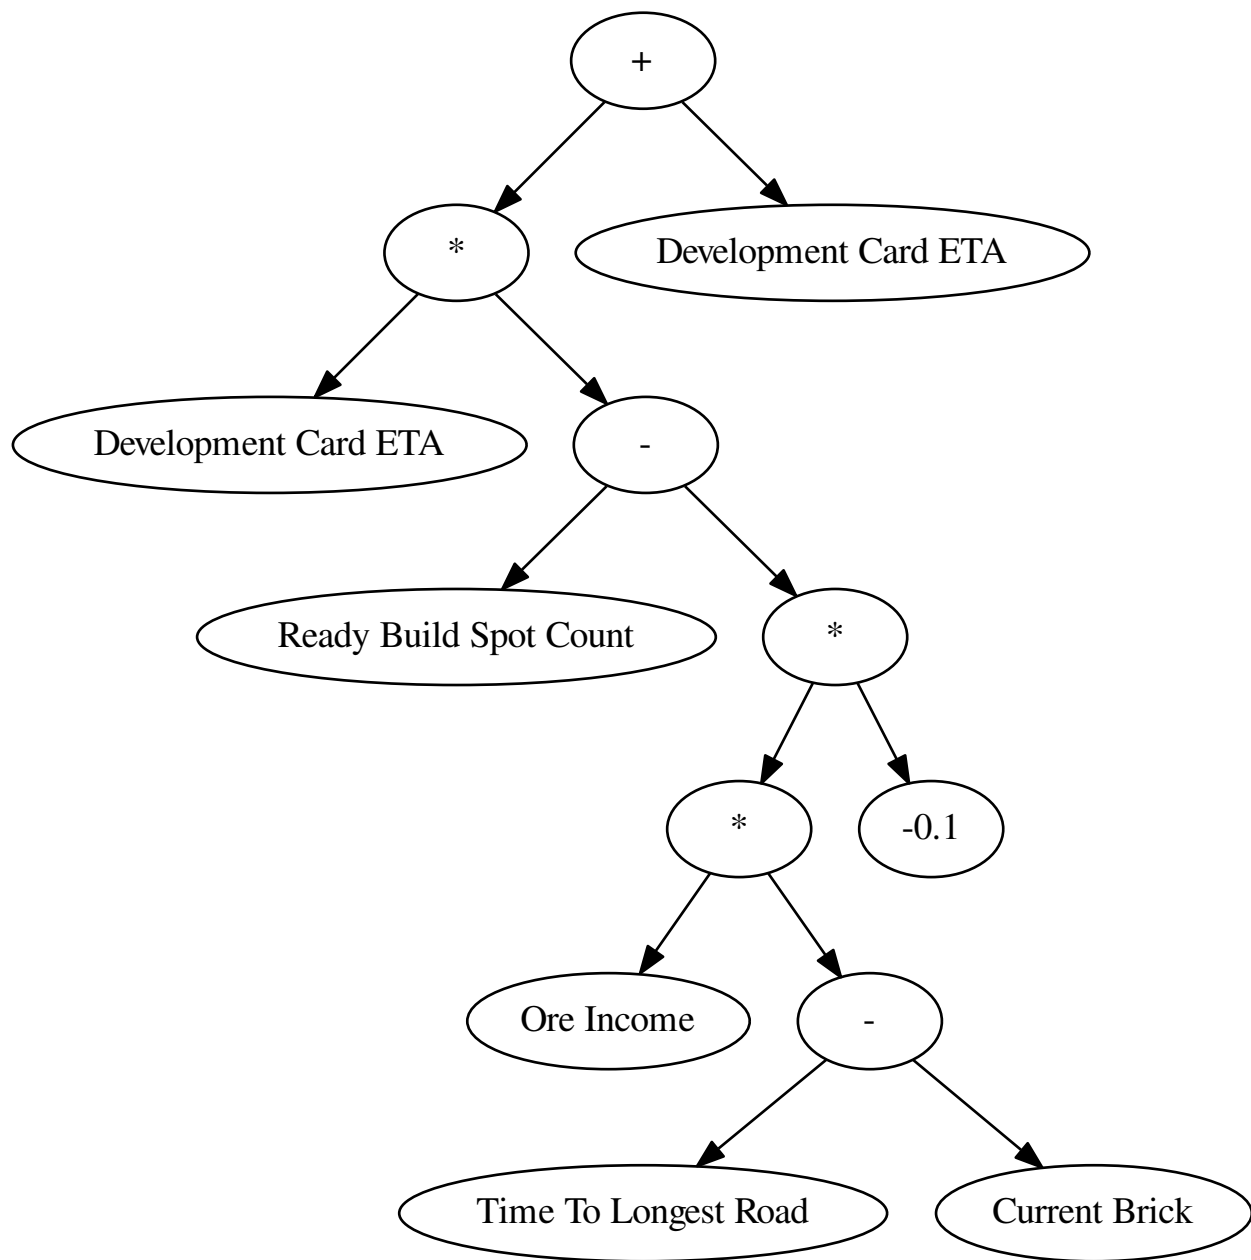 +
*
Development Card ETA
Development Card ETA
-
Ready Build Spot Count
*
*
-0.1
Ore Income
-
Time To Longest Road
Current Brick